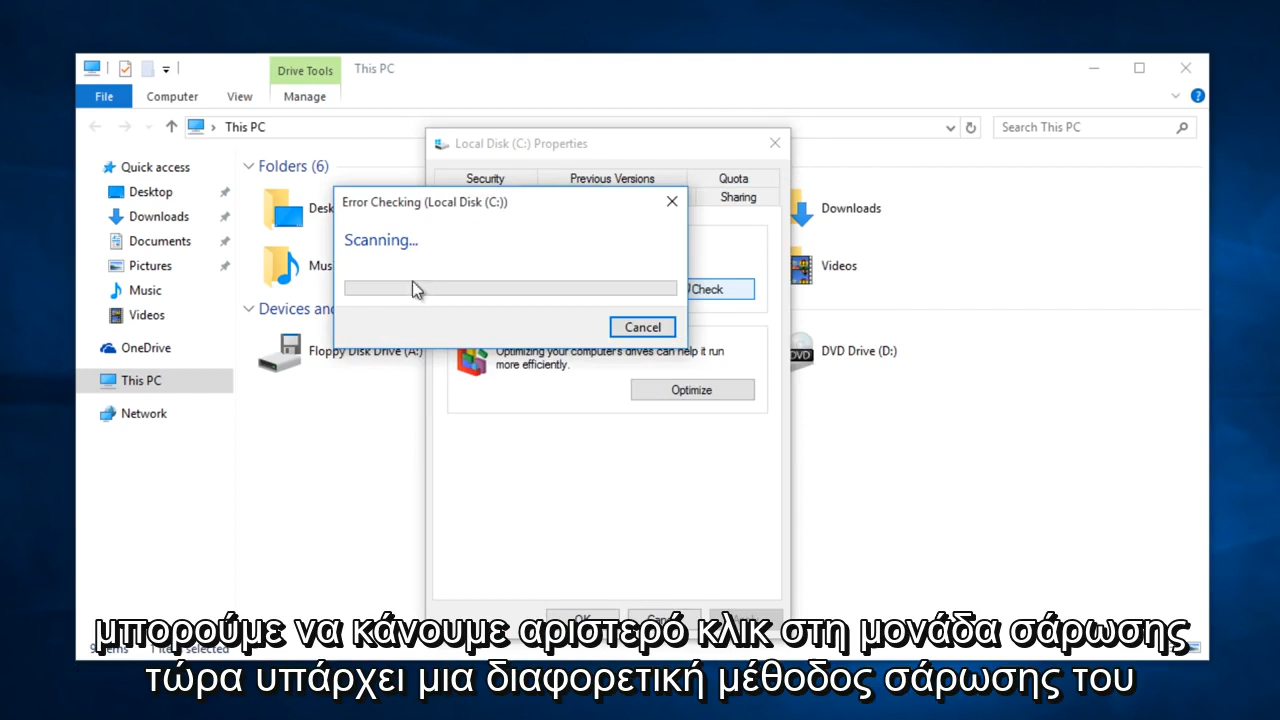 Drive Tools
This PC
File
Computer
View
Manage
This PC
Search This PC
Quick access
Desktop
Downloads
Documents
Pictures
Music
Videos
OneDrive
This PC
Network
Folders (6)
Downloads
Videos
Floppy Disk Drive (A:)
DVD Drive (D:)
Local Disk (C:) Properties
Security
Previous Versions
Quota
Sharing
Check
Optimizing your computer's drives can help it run
more efficiently.
Optimize
Error Checking (Local Disk (C:))
Scanning...
Cancel
μπορούμε να κάνουμε αριστερό κλικ στη μονάδα σάρωσης
τώρα υπάρχει μια διαφορετική μέθοδος σάρωσης του